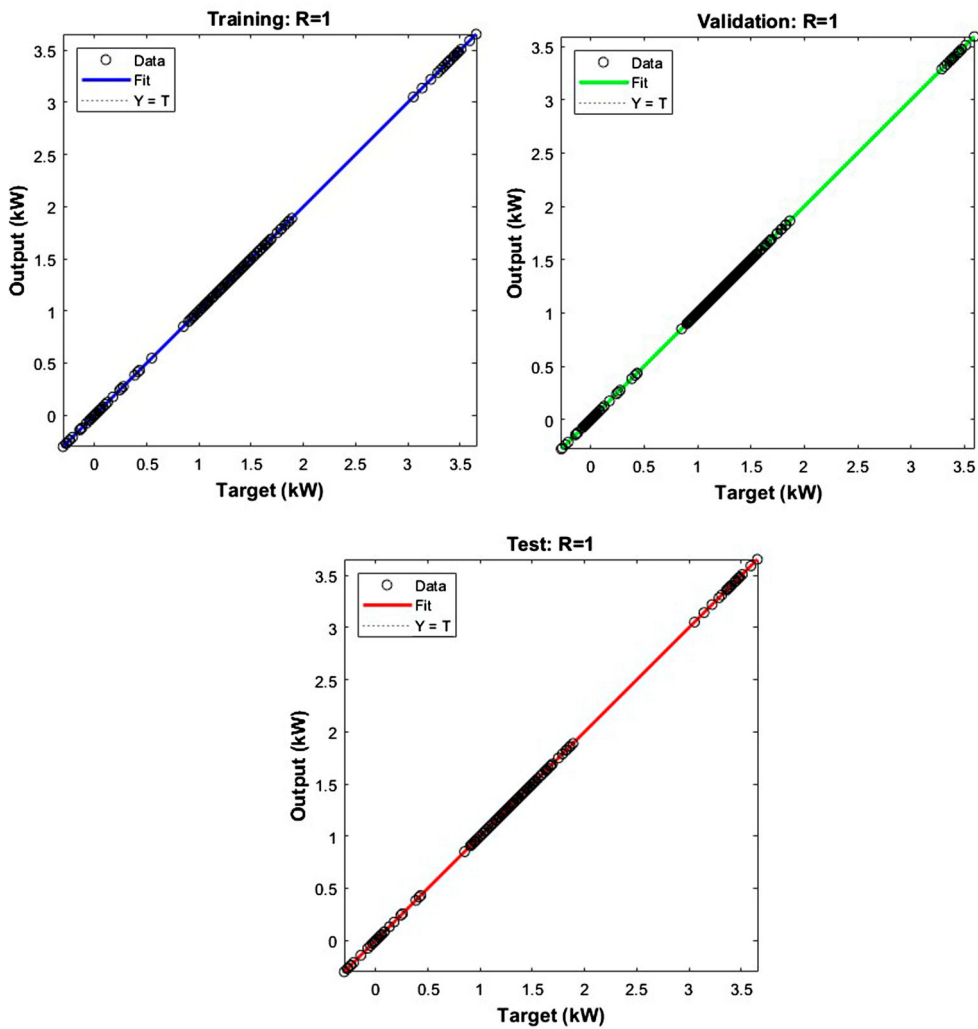 Training: R=1
Data
Fit
Y = T
Output (kW)
3.5
3
2.5
2
1.5
1
0.5
0
0 0.5 1 1.5 2 2.5 3 3.5
Target (kW)
Validation: R=1
Data
Fit
Y = T
Output (kW)
3.5
3
2.5
2
1.5
1
0.5
0
0 0.5 1 1.5 2 2.5 3 3.5
Target (kW)
Test: R=1
Data
Fit
Y = T
Output (kW)
3.5
3
2.5
2
1.5
1
0.5
0
0 0.5 1 1.5 2 2.5 3 3.5
Target (kW)